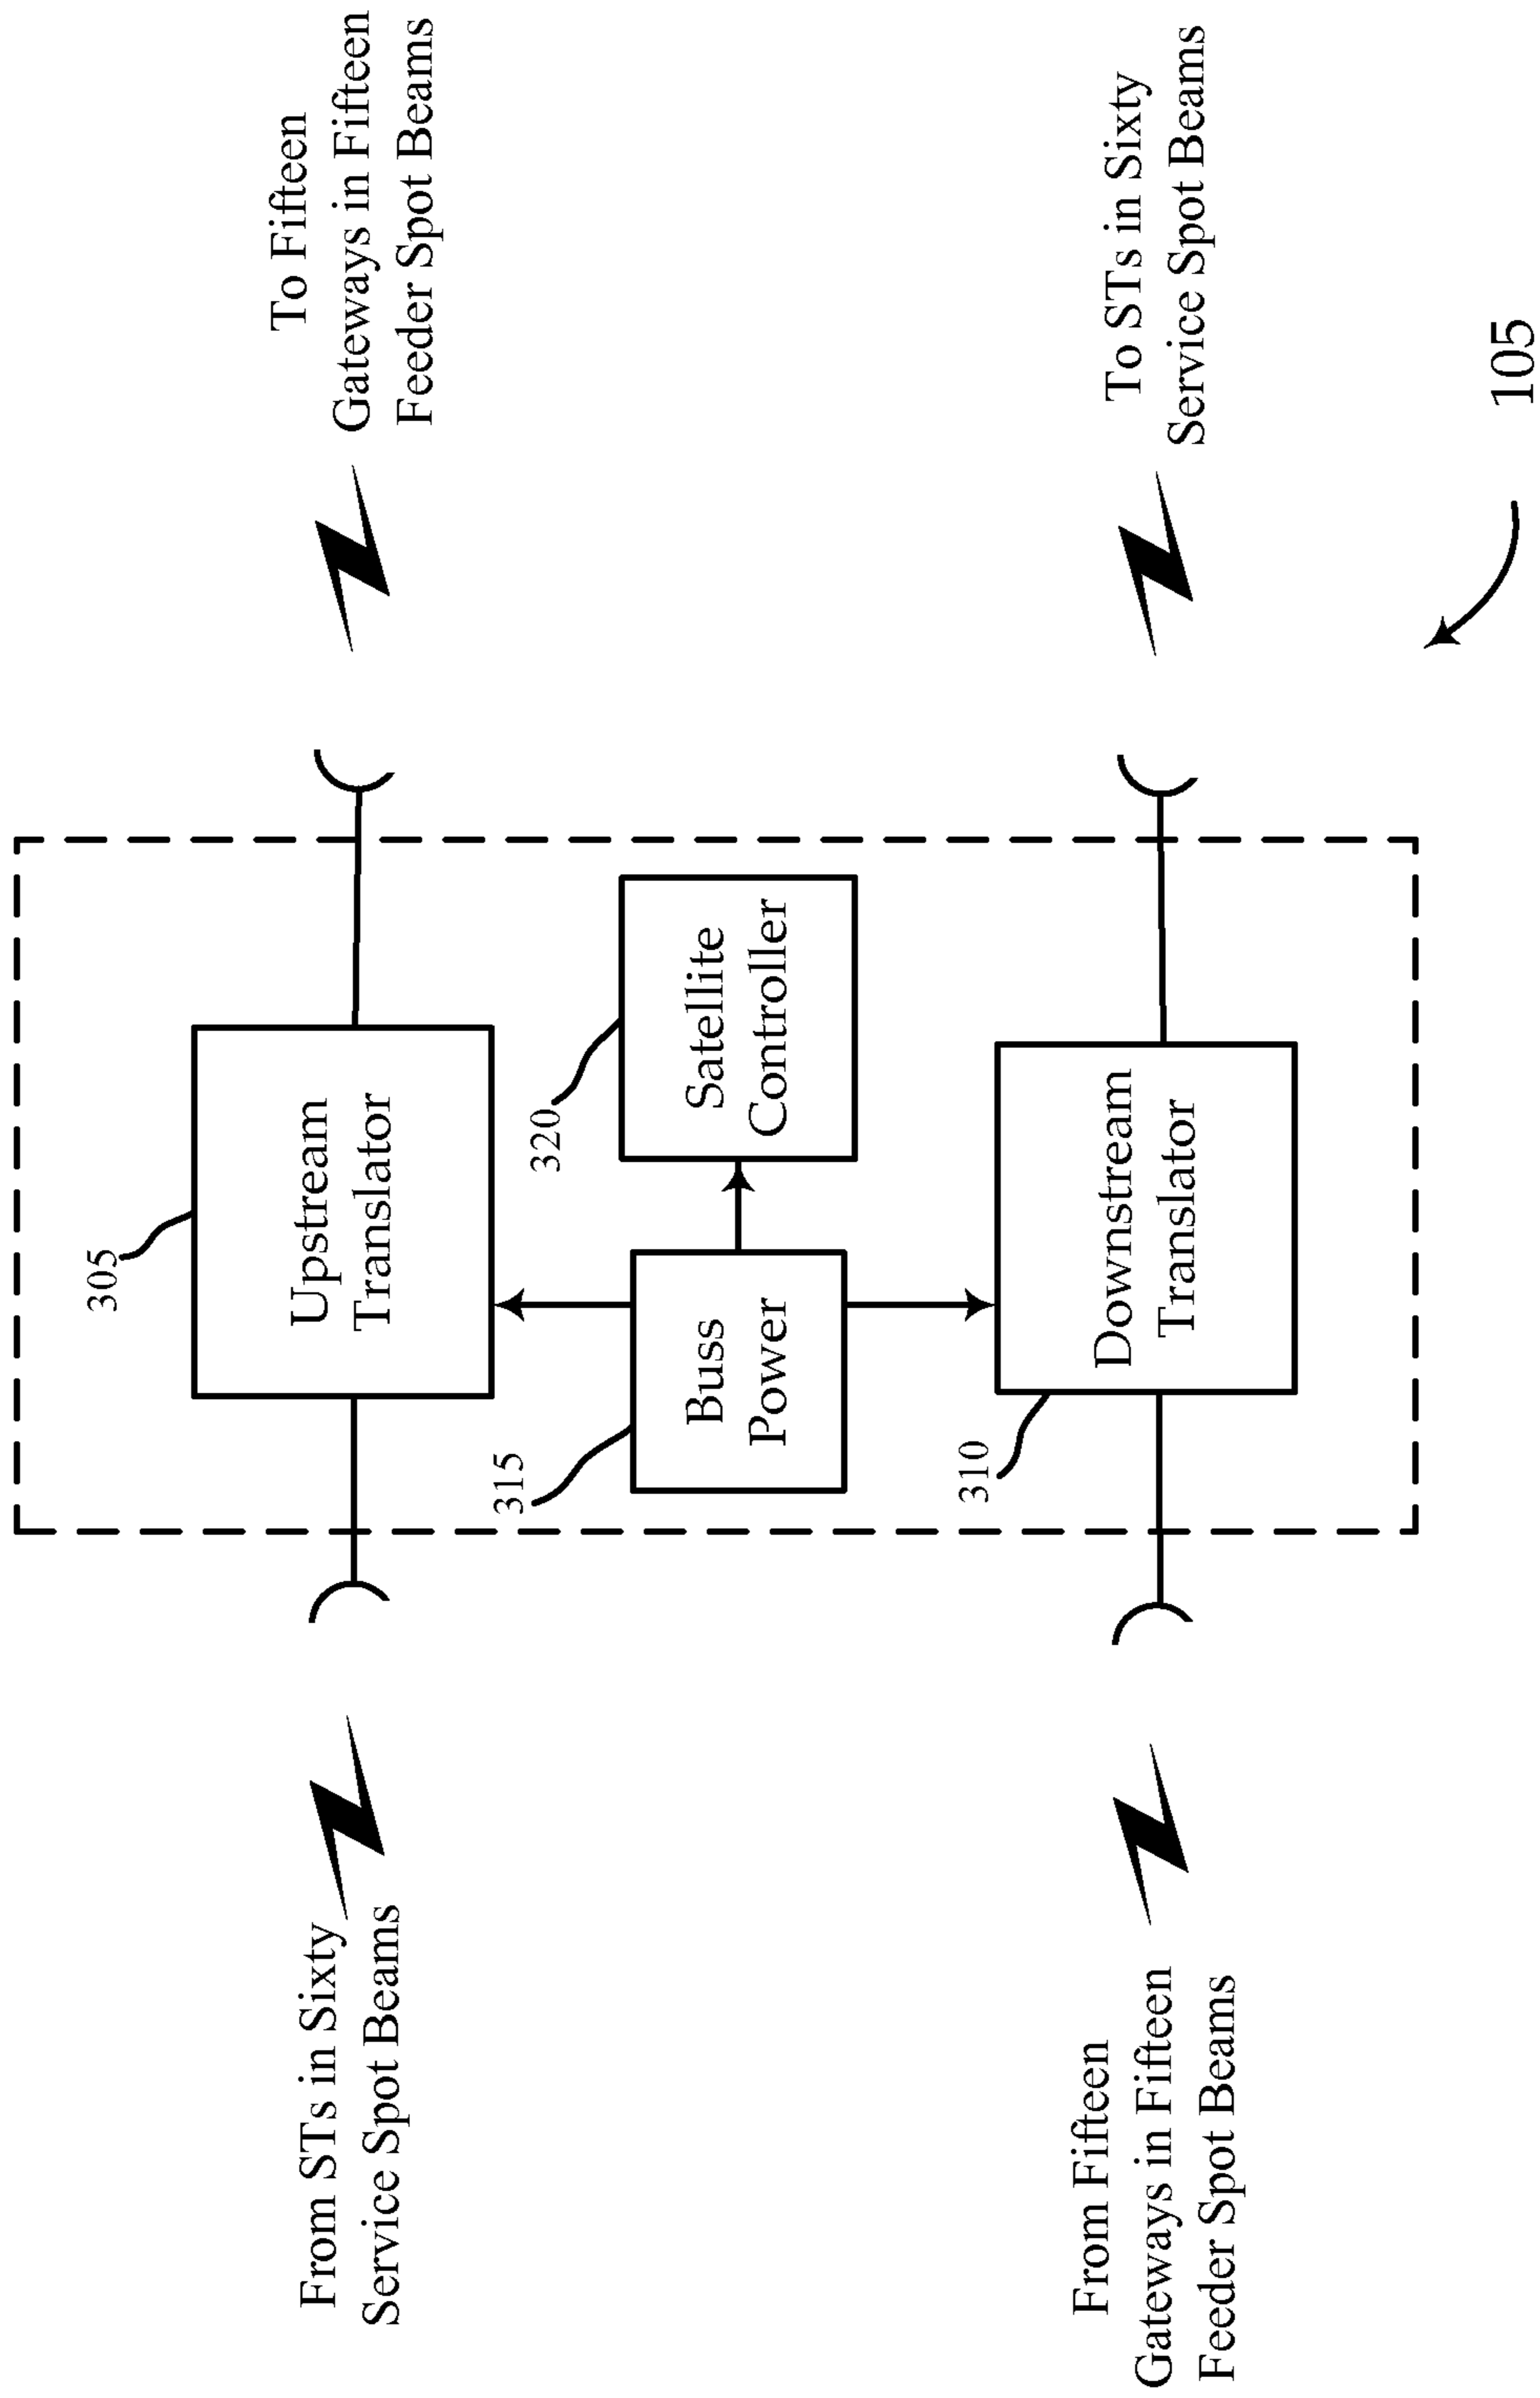 From STs in Sixty
Service Spot Beams
305
Upstream
Translator
To Fifteen
Gateways in Fifteen
Feeder Spot Beams
315
Buss
Power
320
Satellite
Controller
From Fifteen
Gateways in Fifteen
Feeder Spot Beams
310
Downstream
Translator
To STs in Sixty
Service Spot Beams
105